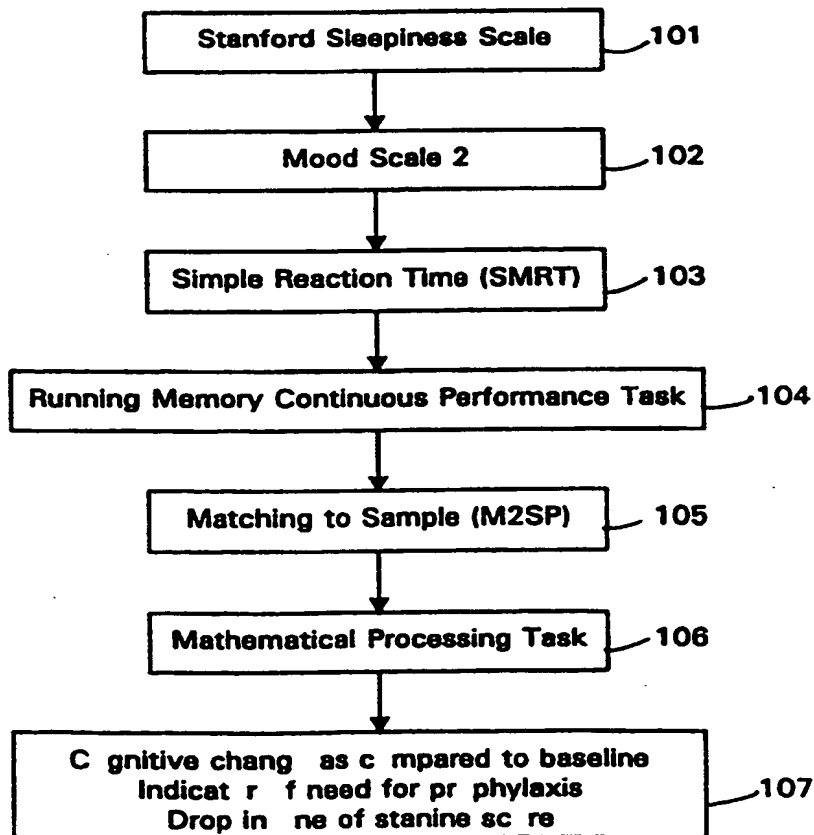 Stanford Sleepiness Scale 101
Mood Scale 2 102
Simple Reaction Time (SMRT) 103
Running Memory Continuous Performance Task 104
Matching to Sample (M2SP) 105
Mathematical Processing Task 106
C gnitive chang as c mpared to baseline
Indicat r f need for pr phylaxis
Drop in ne of stanine sc re
107